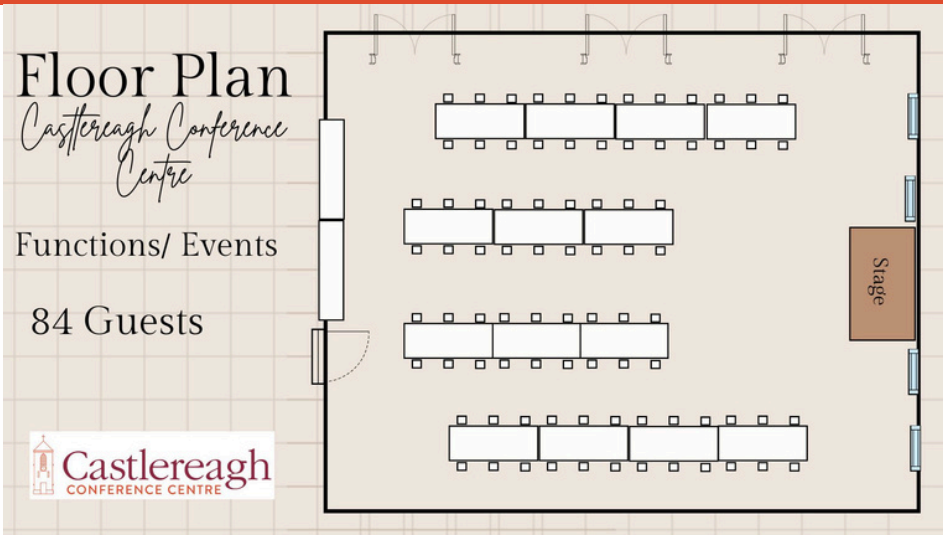 Floor Plan
Castlereagh Conference
Centre
Functions/ Events
84 Guests
Castlereagh
CONFERENCE CENTRE
Stage